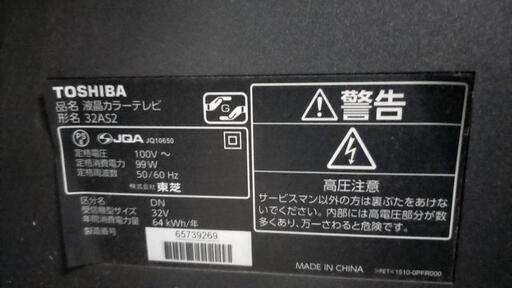 TOSHIBA
品名 液晶カラーテレビ
形名 32AS2
G
PS
E
JQA JQ10650
定格電圧 100V ～
定格消費電力 99W
定格周波数 50/60 Hz
株式会社 東芝
区分名 DN
受信機型サイズ 32V
年間消費電力量 64 kWh/年
製造番号 65739269
警告
高圧注意
サービスマン以外の方は裏ぶたをあけな
いでください。内部には高電圧部分が数
多くあり、万一さわると危険です。
MADE IN CHINA
>PET<1510-0PFR000